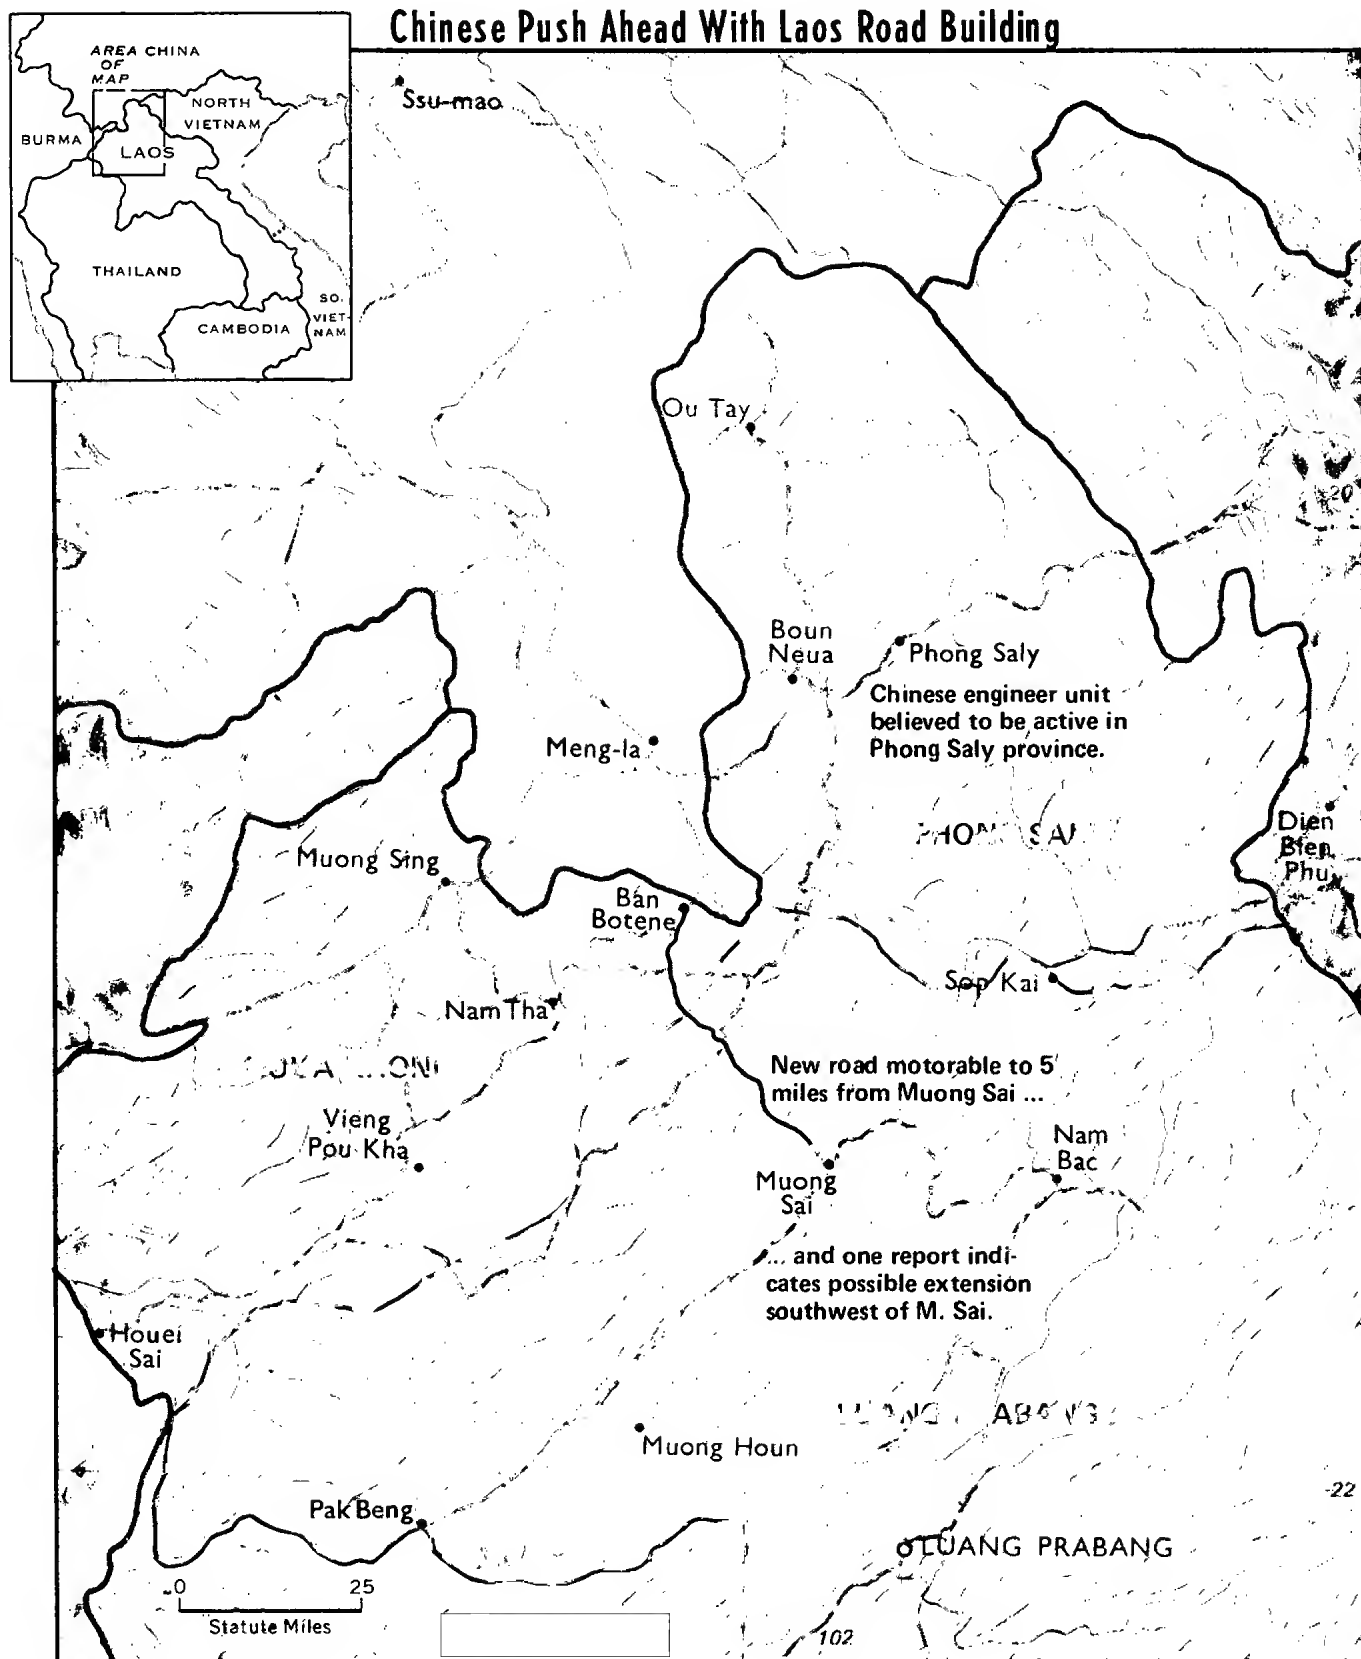 Chinese Push Ahead With Laos Road Building
AREA
OF
MAP
CHINA
NORTH
VIETNAM
BURMA
LAOS
THAILAND
CAMBODIA
SO.
VIET-
NAM
Ssu-mao
Ou Tay
Boun
Neua
Phong Saly
Chinese engineer unit
believed to be active in
Phong Saly province.
Meng-la
Muong Sing
Ban
Botene
Dien
Bien
Phu
Sop Kai
Nam Tha
New road motorable to 5
miles from Muong Sai ...
Vieng
Pou Kha
Nam
Bac
Muong
Sai
... and one report indi-
cates possible extension
southwest of M. Sai.
Houei
Sai
Muong Houn
22
Pak Beng
LUANG PRABANG
0 25
Statute Miles
102